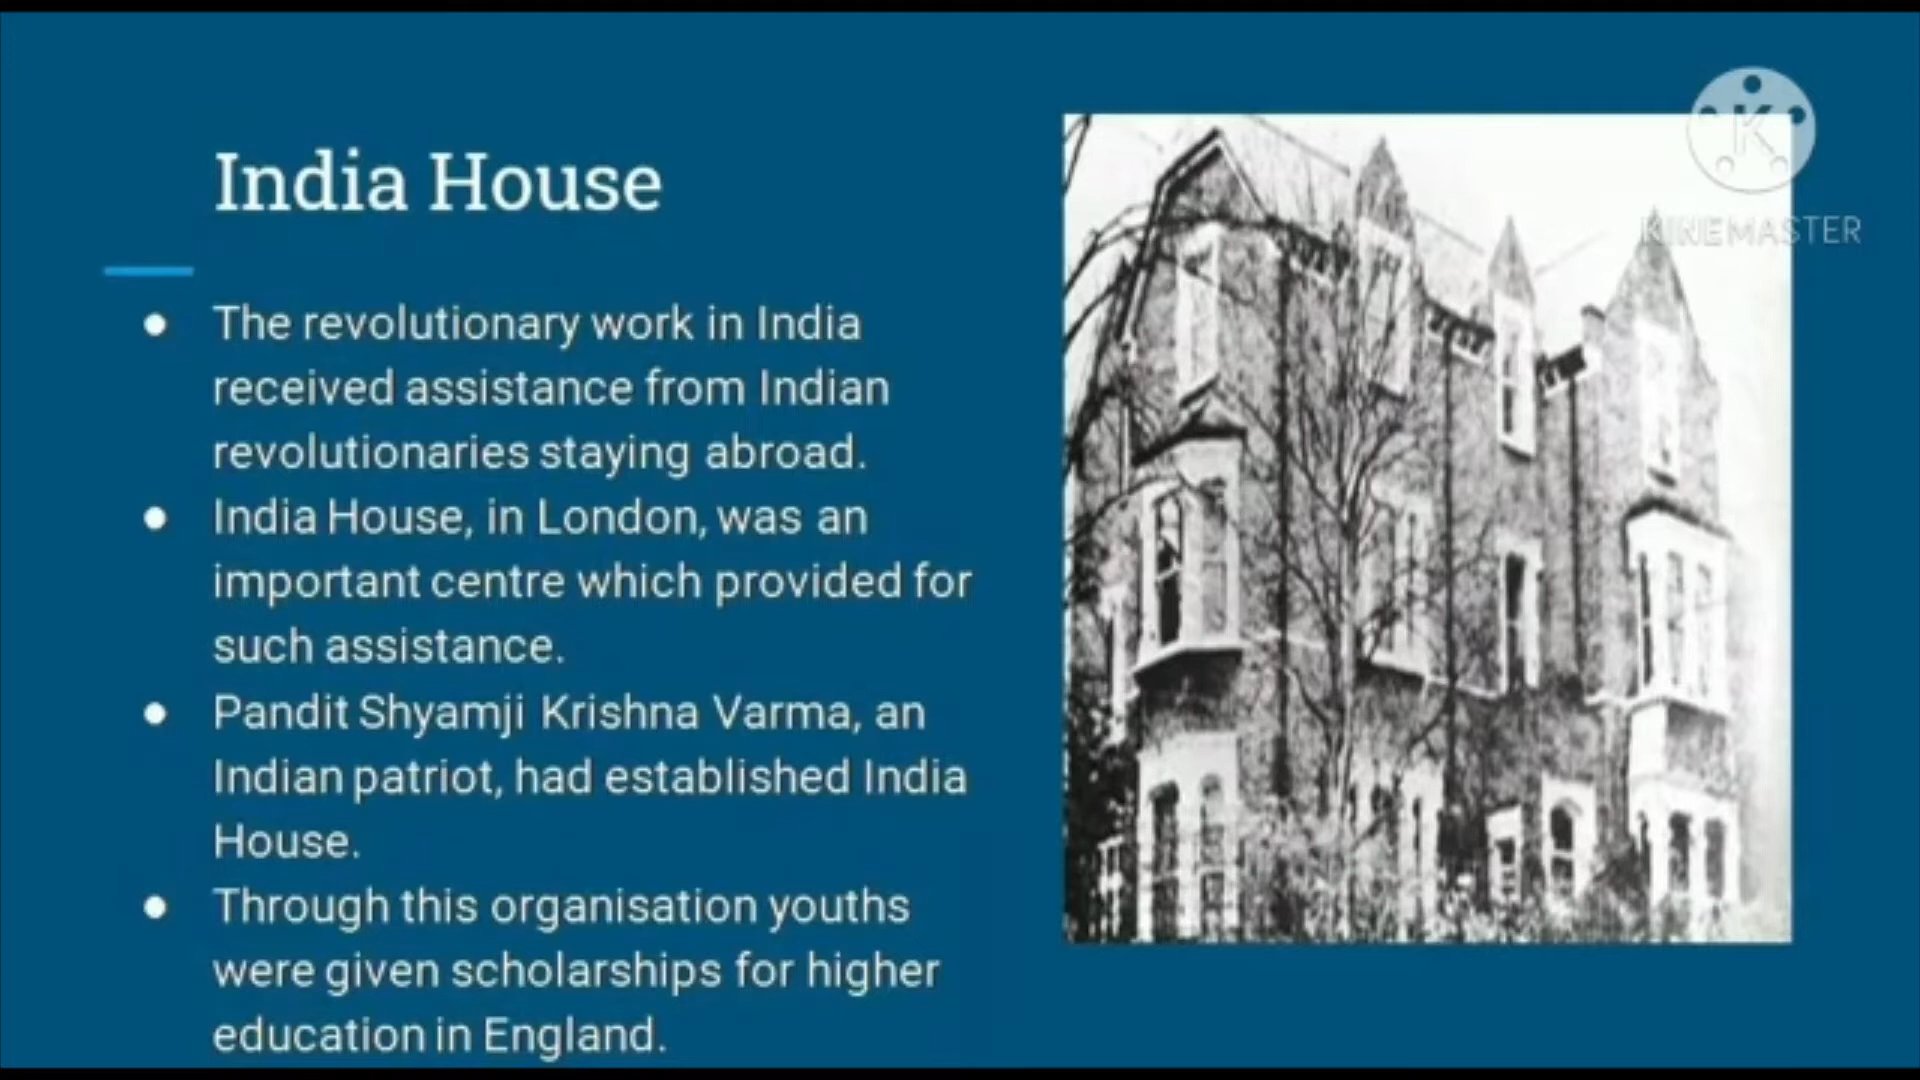 India House
● The revolutionary work in India
received assistance from Indian
revolutionaries staying abroad.
● India House, in London, was an
important centre which provided for
such assistance.
● Pandit Shyamji Krishna Varma, an
Indian patriot, had established India
House.
● Through this organisation youths
were given scholarships for higher
education in England.
K
KINEMASTER